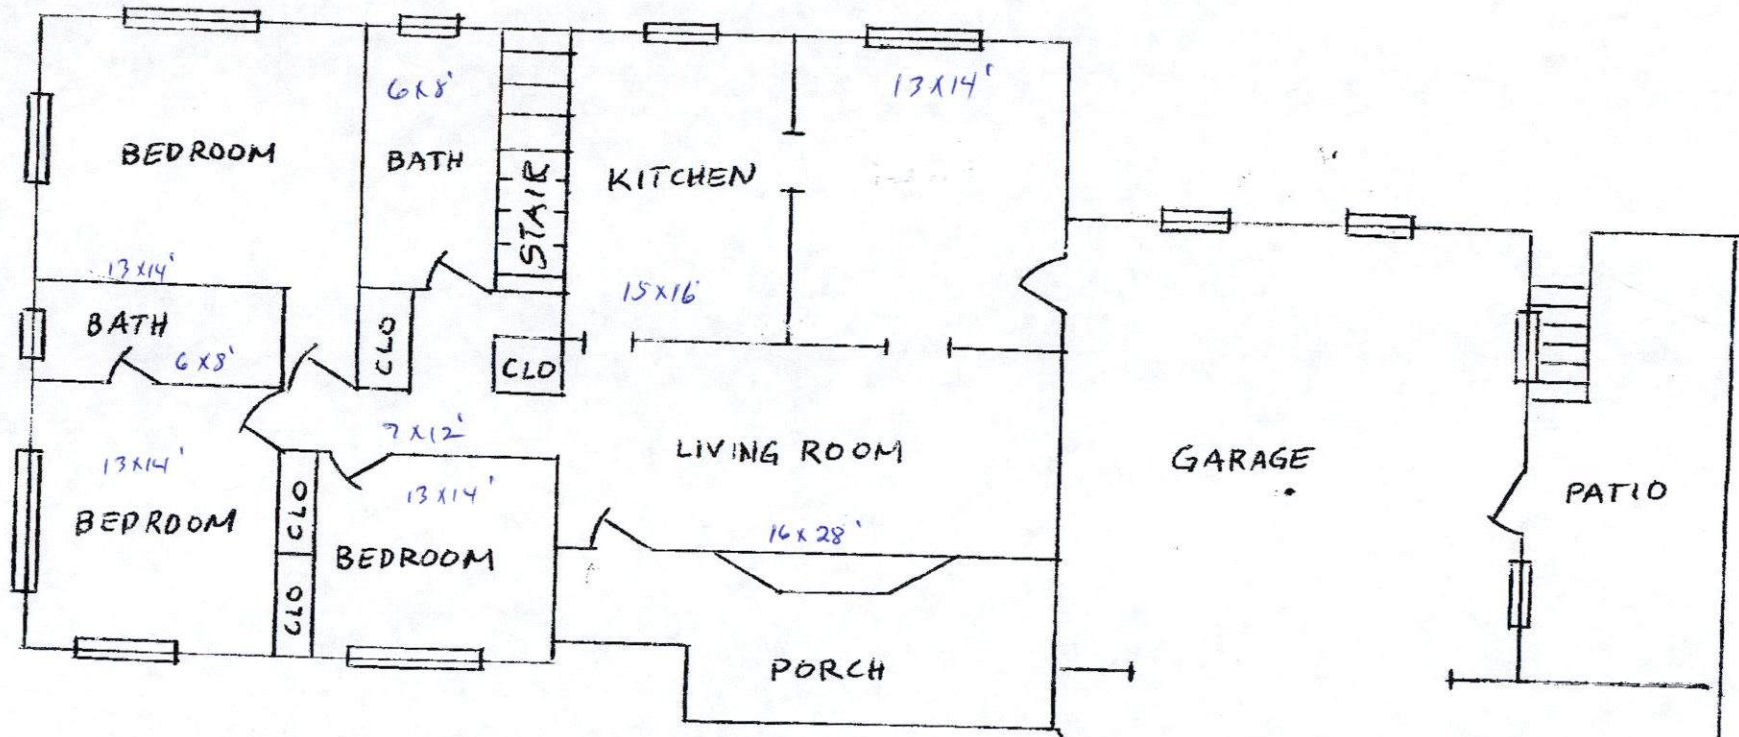 6X8'
13X14'
BEDROOM
BATH
STAIR
KITCHEN
13X14'
BATH
6X8'
CLO
CLO
15X16
7X12'
LIVING ROOM
GARAGE
PATIO
13X14'
BEDROOM
CLO
CLO
13X14'
BEDROOM
16X28'
PORCH